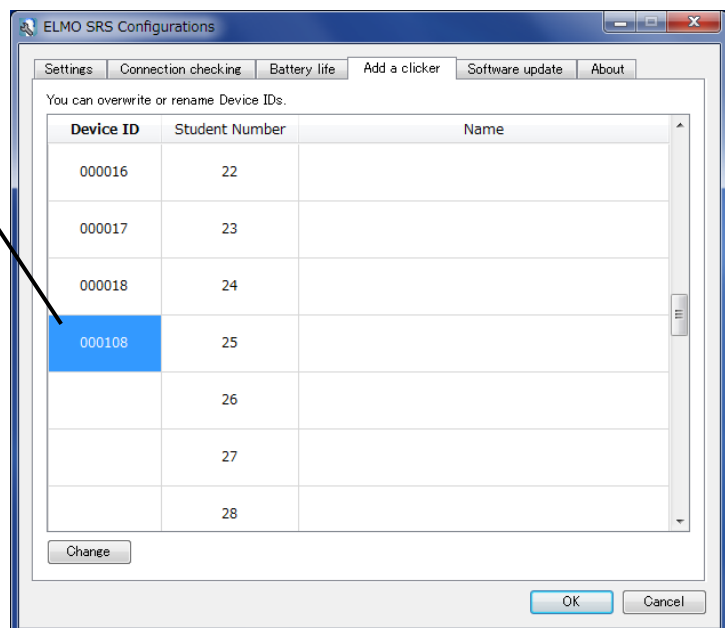 ELMO SRS Configurations
Settings Connection checking Battery life Add a clicker Software update About
You can overwrite or rename Device IDs.
Device ID Student Number Name
000016 22
000017 23
000018 24
000108 25
26
27
28
Change
OK Cancel